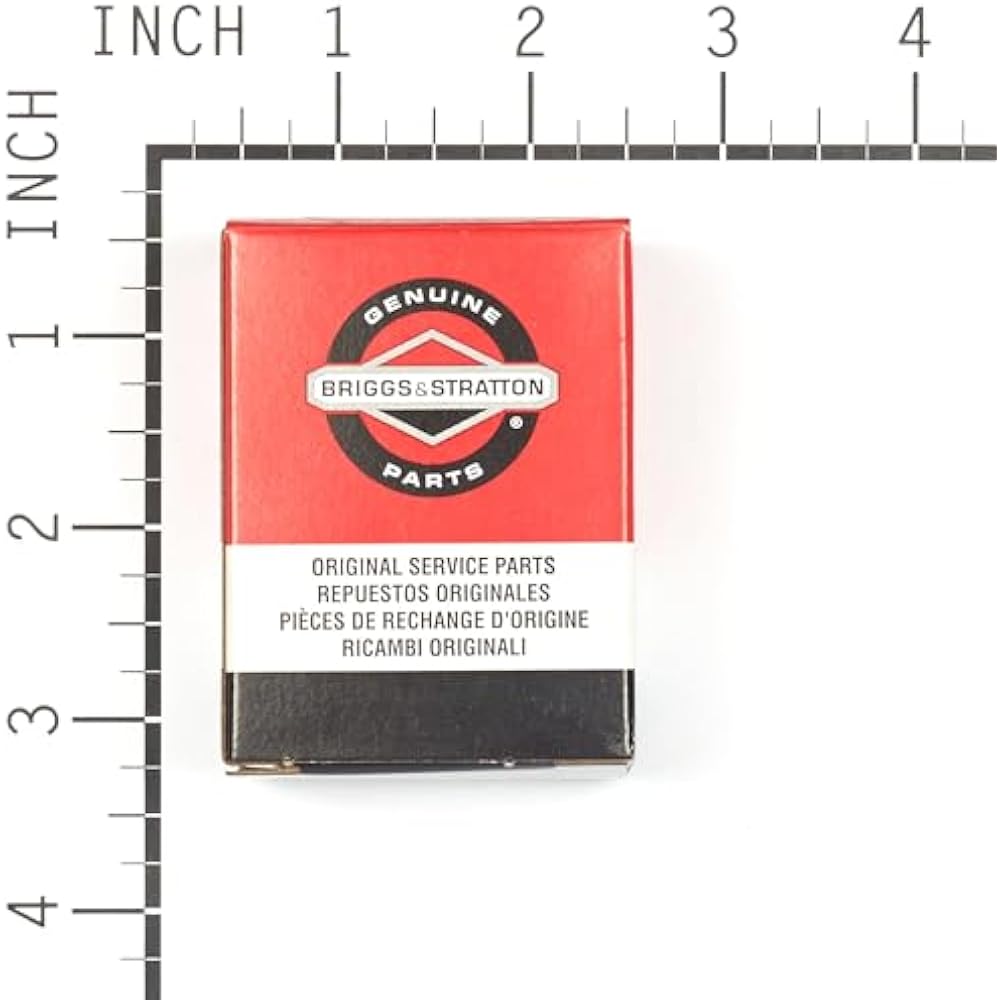 INCH 1 2 3 4
INCH 1 2 3 4
GENUINE
BRIGGS&STRATTON
®
PARTS
ORIGINAL SERVICE PARTS
REPUESTOS ORIGINALES
PIÈCES DE RECHANGE D'ORIGINE
RICAMBI ORIGINALI